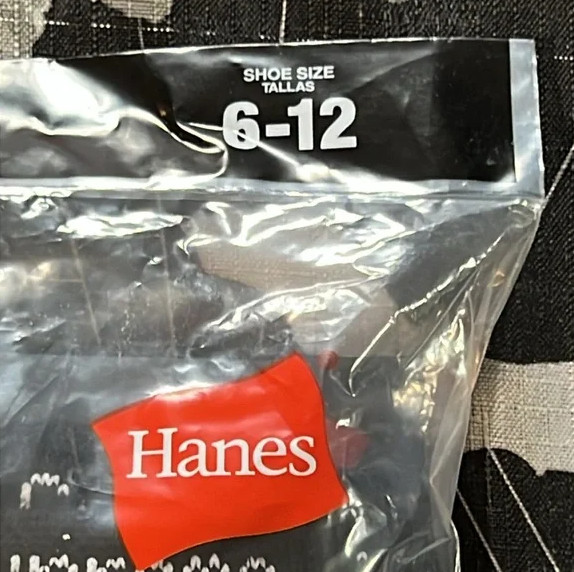 SHOE SIZE
TALLAS
6-12
Hanes